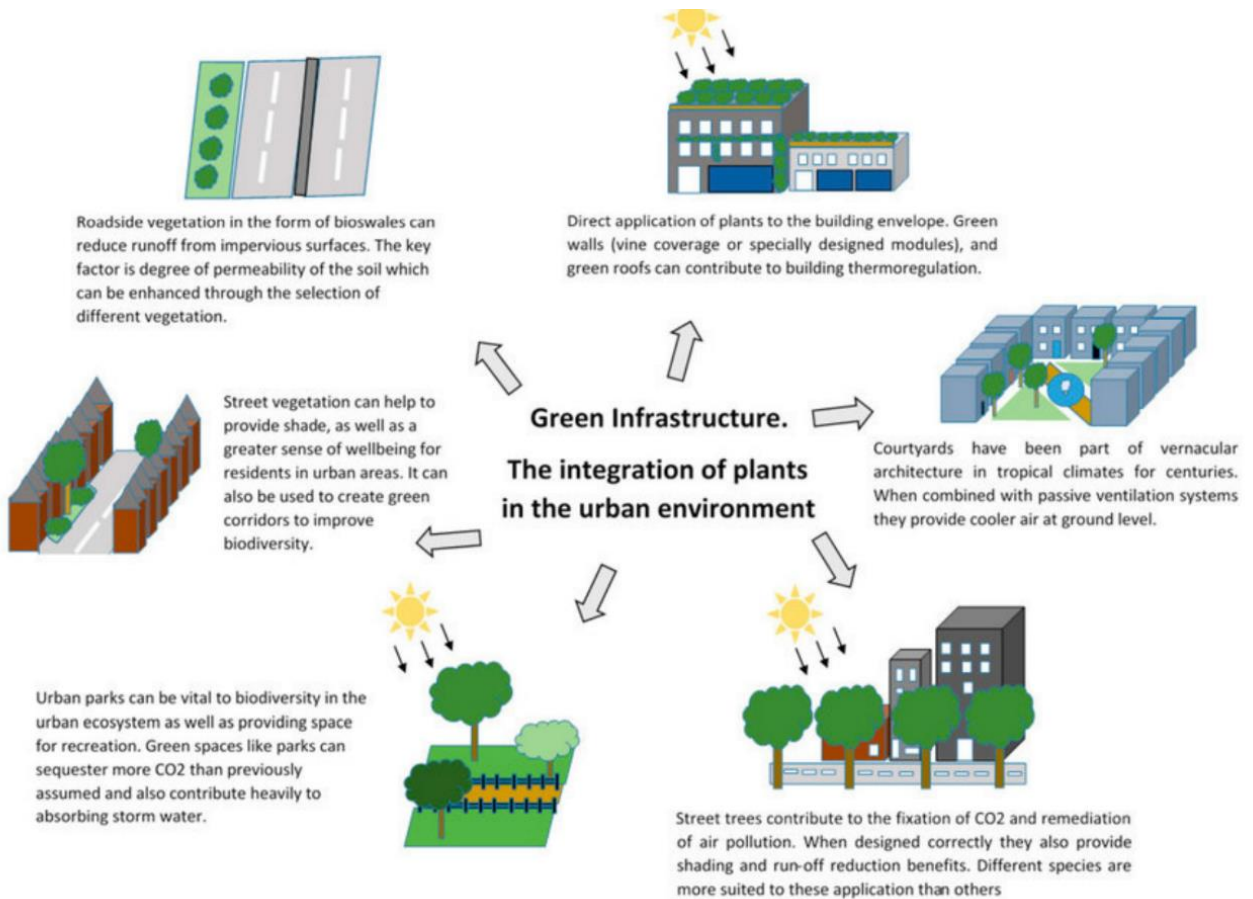 Roadside vegetation in the form of bioswales can
reduce runoff from impervious surfaces. The key
factor is degree of permeability of the soil which
can be enhanced through the selection of
different vegetation.
Direct application of plants to the building envelope. Green
walls (vine coverage or specially designed modules), and
green roofs can contribute to building thermoregulation.
Street vegetation can help to
provide shade, as well as a
greater sense of wellbeing for
residents in urban areas. It can
also be used to create green
corridors to improve
biodiversity.
Green Infrastructure.
The integration of plants
in the urban environment
Courtyards have been part of vernacular
architecture in tropical climates for centuries.
When combined with passive ventilation systems
they provide cooler air at ground level.
Urban parks can be vital to biodiversity in the
urban ecosystem as well as providing space
for recreation. Green spaces like parks can
sequester more CO2 than previously
assumed and also contribute heavily to
absorbing storm water.
Street trees contribute to the fixation of CO2 and remediation
of air pollution. When designed correctly they also provide
shading and run-off reduction benefits. Different species are
more suited to these application than others